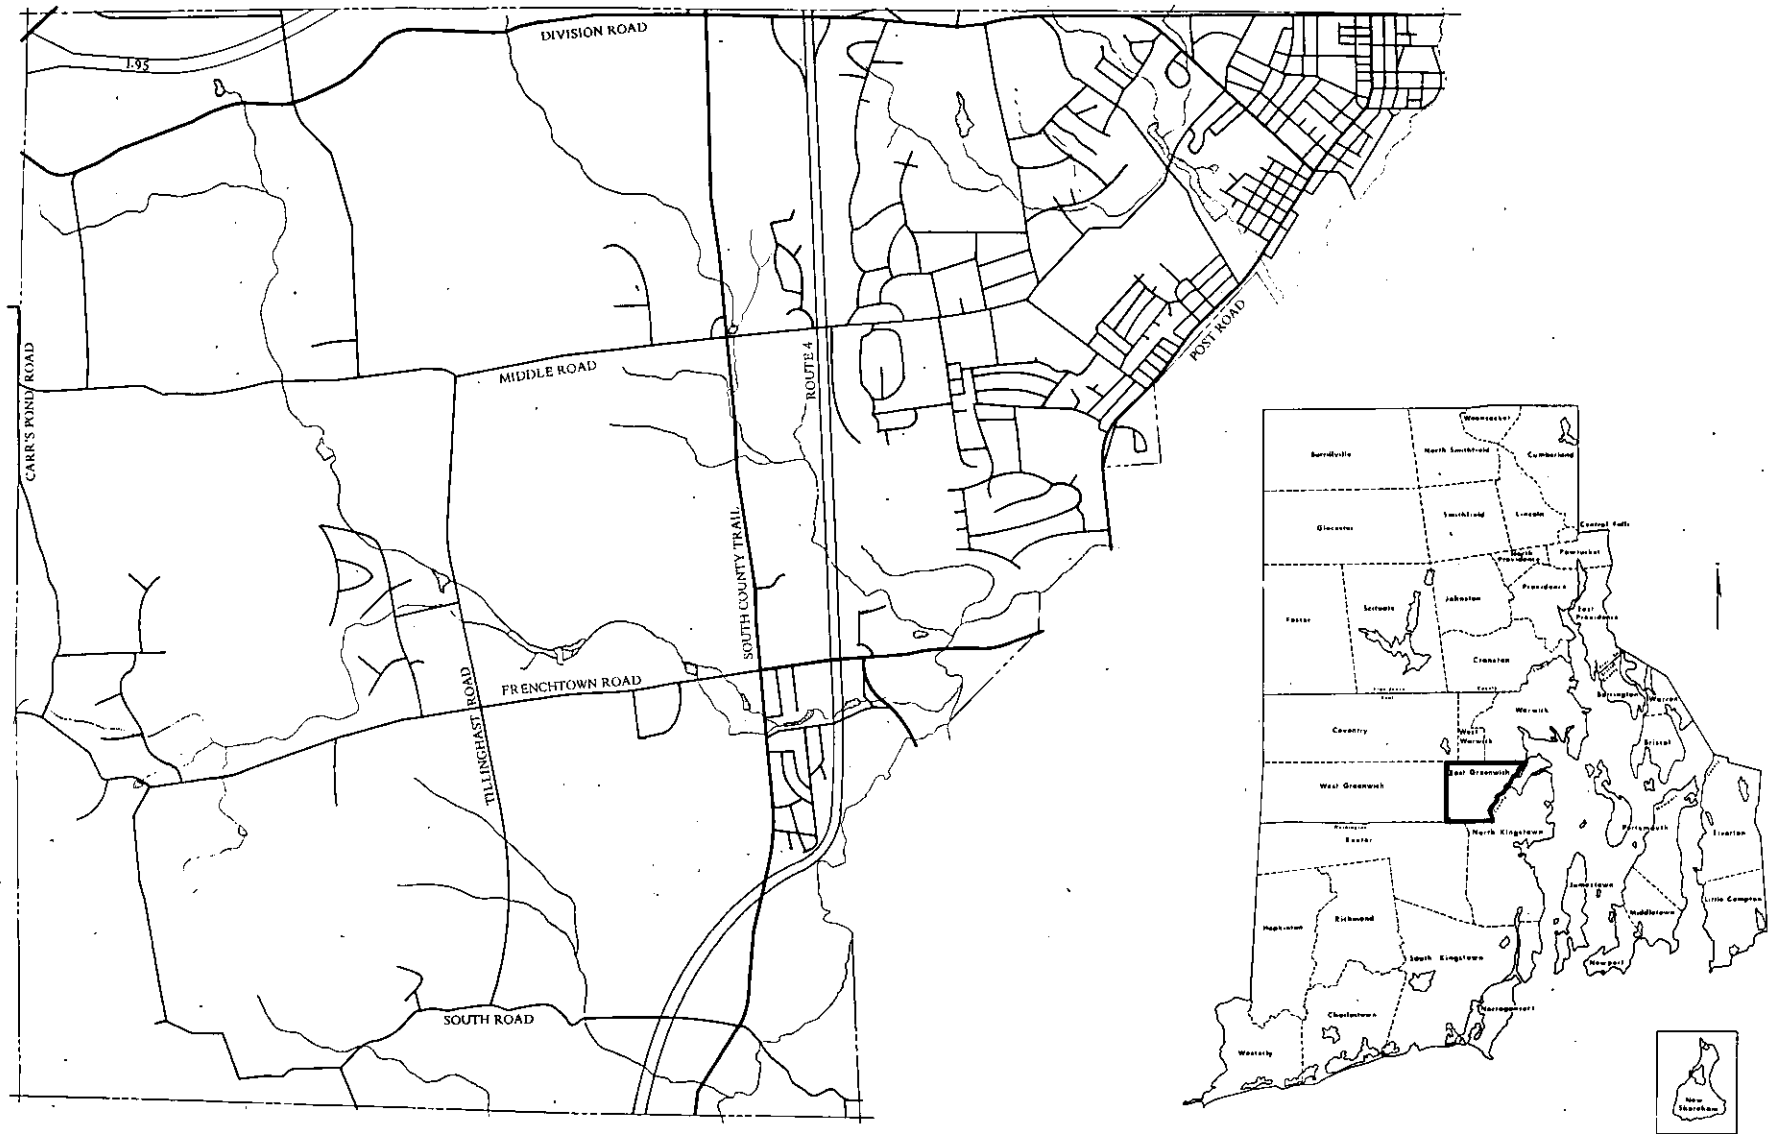 DIVISION ROAD
I-95
CARR'S POND ROAD
MIDDLE ROAD
ROUTE 4
POST ROAD
SOUTH COUNTY TRAIL
TILLINGHAST ROAD
FRENCHTOWN ROAD
SOUTH ROAD
Woonsocket
Burrillville
North Smithfield
Cumberland
Glocester
Smithfield
Lincoln
Central Falls
North
Providence
Pawtucket
Foster
Scituate
Johnston
Providence
East
Providence
Cranston
Barrington
Warren
Coventry
West
Warwick
Warwick
Bristol
West Greenwich
East Greenwich
Exeter
North Kingstown
Portsmouth
Tiverton
Jamestown
Middletown
Little Compton
Hopkinton
Richmond
South Kingstown
Newport
Charlestown
Narragansett
Westerly
New
Shoreham